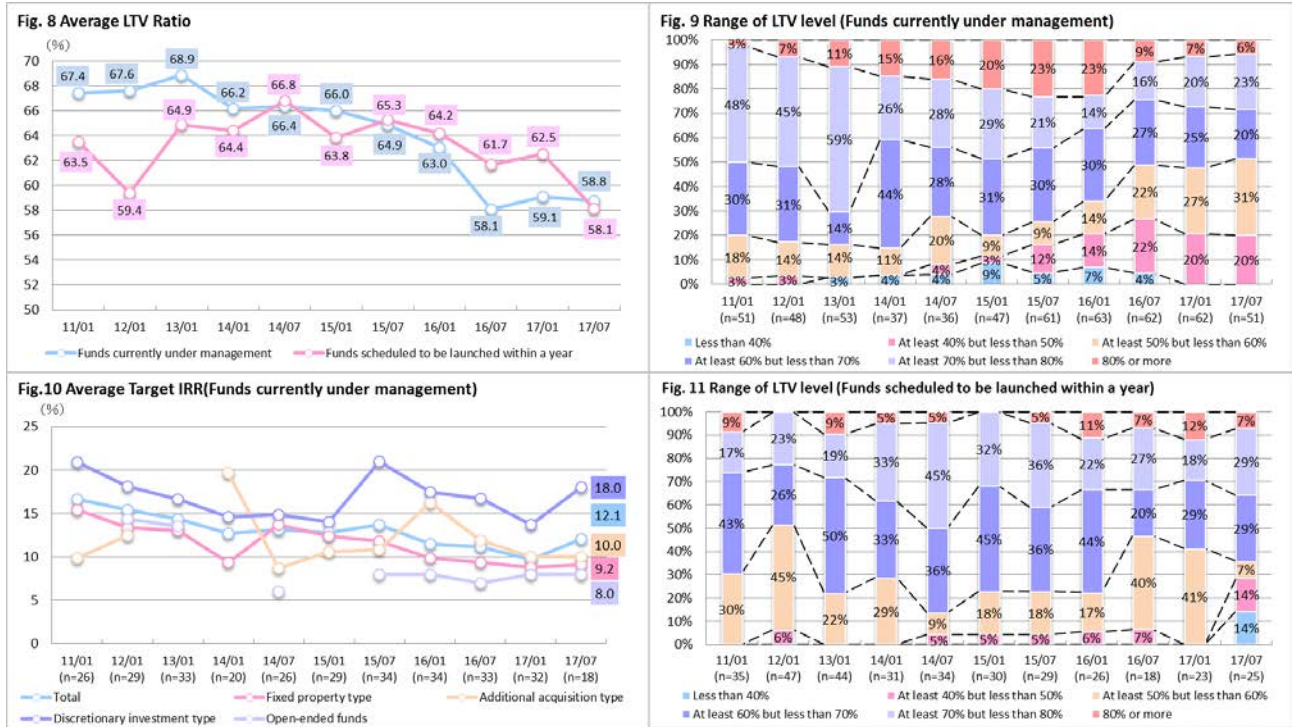 Fig. 8 Average LTV Ratio
(%)
70
68
66
64
62
60
58
56
54
52
50
67.4
67.6
68.9
66.2
66.4
66.0
64.9
63.0
58.1
59.1
58.8
63.5
59.4
64.9
64.4
66.8
63.8
65.3
64.2
61.7
62.5
58.1
11/01 12/01 13/01 14/01 14/07 15/01 15/07 16/01 16/07 17/01 17/07
Funds currently under management Funds scheduled to be launched within a year
Fig. 9 Range of LTV level (Funds currently under management)
100%
90%
80%
70%
60%
50%
40%
30%
20%
10%
0%
3% 7% 11% 15% 16% 20% 23% 23% 9% 7% 6%
48% 45% 59% 26% 28% 29% 21% 14% 16% 20% 23%
30% 31% 14% 44% 28% 31% 30% 30% 27% 25% 20%
18% 14% 14% 11% 20% 9% 9% 14% 22% 27% 31%
3% 3% 4% 3% 12% 14% 22% 20% 20%
3% 4% 4% 9% 5% 7% 4%
11/01 12/01 13/01 14/01 14/07 15/01 15/07 16/01 16/07 17/01 17/07
(n=51) (n=48) (n=53) (n=37) (n=36) (n=47) (n=61) (n=63) (n=62) (n=62) (n=51)
Less than 40% At least 40% but less than 50% At least 50% but less than 60%
At least 60% but less than 70% At least 70% but less than 80% 80% or more
Fig.10 Average Target IRR(Funds currently under management)
(%)
25
20
15
10
5
0
18.0
12.1
10.0
9.2
8.0
11/01 12/01 13/01 14/01 14/07 15/01 15/07 16/01 16/07 17/01 17/07
(n=26) (n=29) (n=33) (n=20) (n=26) (n=29) (n=34) (n=34) (n=33) (n=32) (n=18)
Total Fixed property type Additional acquisition type
Discretionary investment type Open-ended funds
Fig. 11 Range of LTV level (Funds scheduled to be launched within a year)
100%
90%
80%
70%
60%
50%
40%
30%
20%
10%
0%
9% 9% 5% 5% 5% 11% 7% 12% 7%
17% 23% 19% 33% 45% 32% 36% 22% 27% 18% 29%
43% 26% 50% 33% 36% 45% 36% 44% 20% 29% 29%
30% 45% 22% 29% 9% 18% 18% 17% 40% 41% 7%
6% 5% 5% 5% 6% 7% 14%
14%
11/01 12/01 13/01 14/01 14/07 15/01 15/07 16/01 16/07 17/01 17/07
(n=35) (n=47) (n=44) (n=31) (n=34) (n=30) (n=29) (n=26) (n=18) (n=23) (n=25)
Less than 40% At least 40% but less than 50% At least 50% but less than 60%
At least 60% but less than 70% At least 70% but less than 80% 80% or more